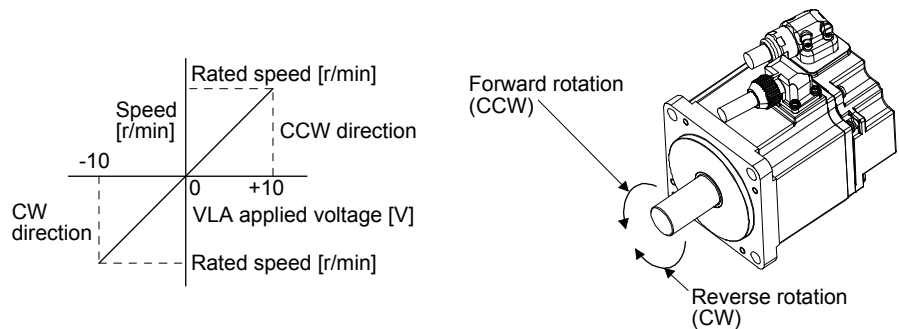 Rated speed [r/min]
Speed
[r/min]
CCW direction
-10
0
+10
CW
direction
VLA applied voltage [V]
Rated speed [r/min]
Forward rotation
(CCW)
Reverse rotation
(CW)